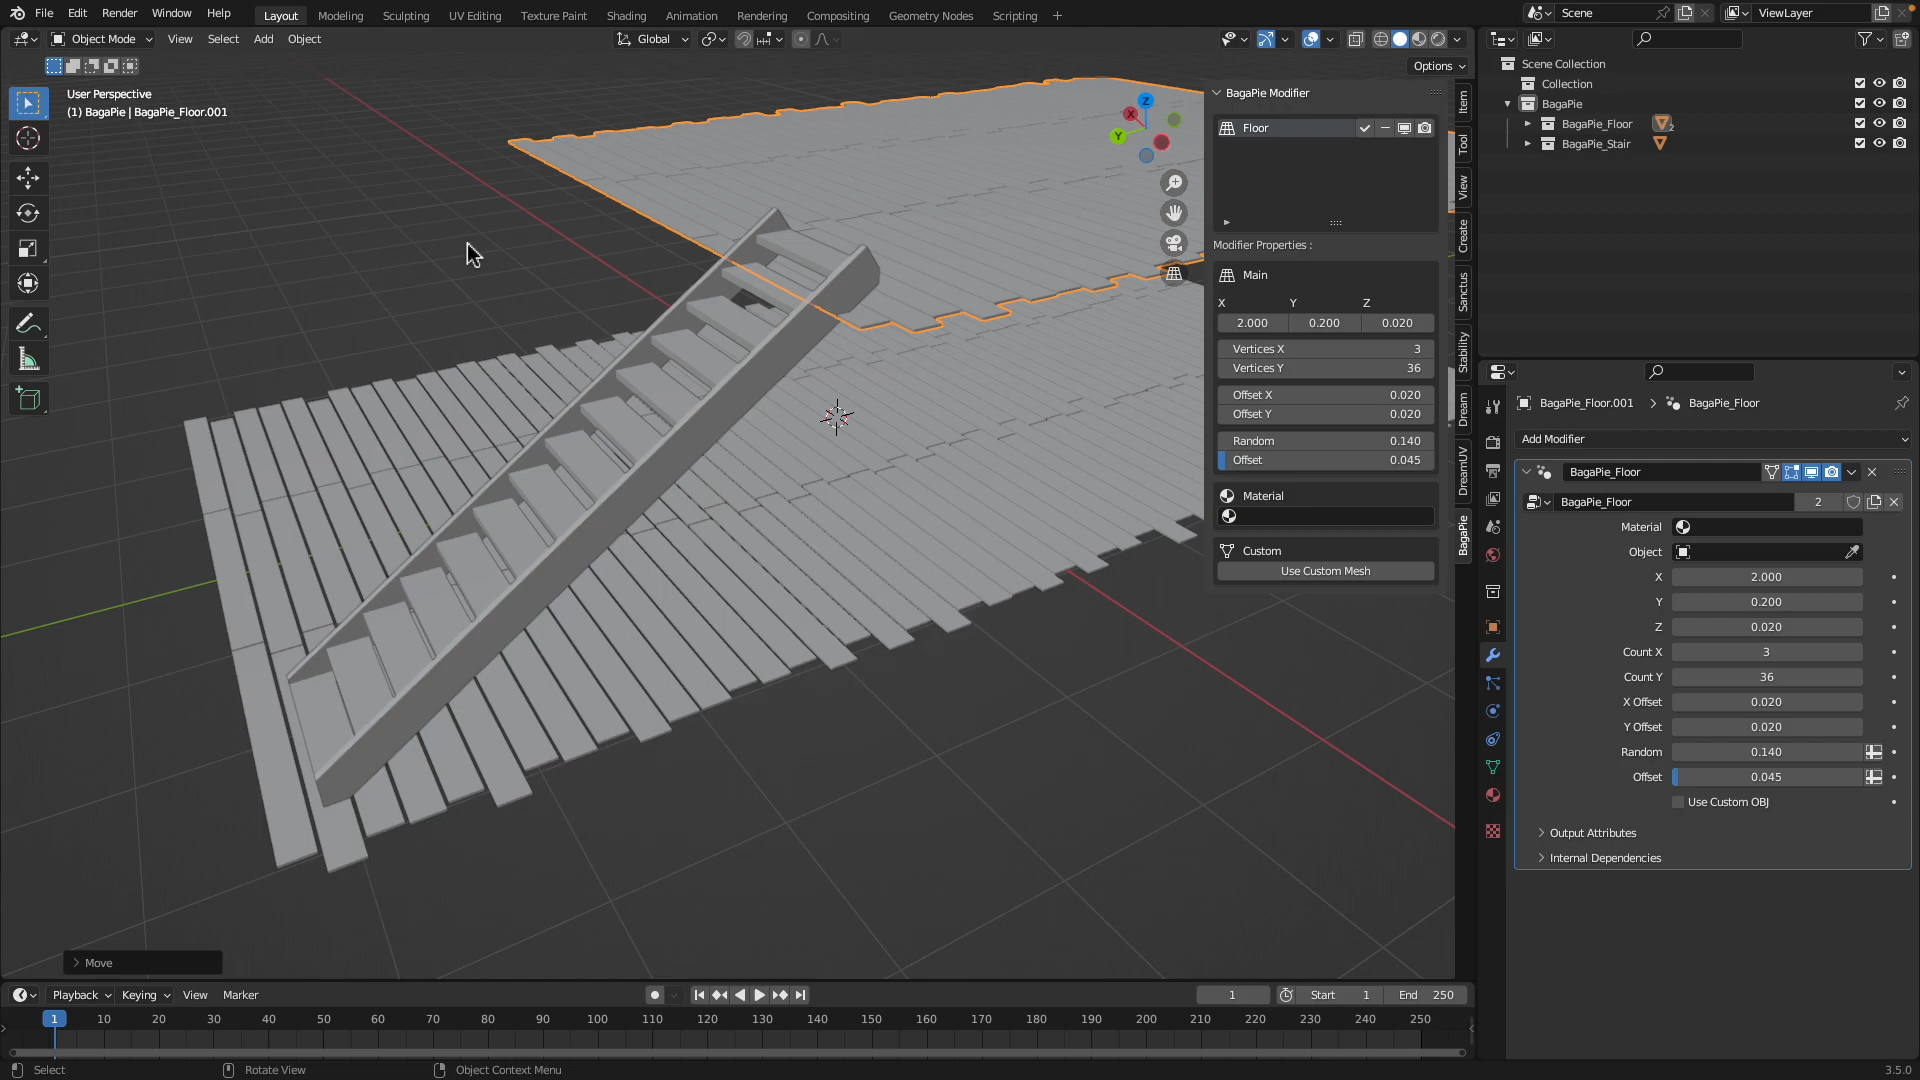 File Edit Render Window Help Layout Modeling Sculpting UV Editing Texture Paint Shading Animation Rendering Compositing Geometry Nodes Scripting + Scene ViewLayer
Object Mode View Select Add Object Global
Options
User Perspective
(1) BagaPie | BagaPie_Floor.001
Z
X
Y
BagaPie Modifier
Floor
Modifier Properties :
Main
X Y Z
2.000 0.200 0.020
Vertices X 3
Vertices Y 36
Offset X 0.020
Offset Y 0.020
Random 0.140
Offset 0.045
Material
Custom
Use Custom Mesh
Item
Tool
View
Create
Sanctus
Stability
Dream
DreamUV
BagaPie
Scene Collection
Collection
BagaPie
BagaPie_Floor 2
BagaPie_Stair
BagaPie_Floor.001 > BagaPie_Floor
Add Modifier
BagaPie_Floor
BagaPie_Floor 2
Material
Object
X 2.000
Y 0.200
Z 0.020
Count X 3
Count Y 36
X Offset 0.020
Y Offset 0.020
Random 0.140
Offset 0.045
Use Custom OBJ
Output Attributes
Internal Dependencies
> Move
Playback Keying View Marker 1 Start 1 End 250
1 10 20 30 40 50 60 70 80 90 100 110 120 130 140 150 160 170 180 190 200 210 220 230 240 250
Select Rotate View Object Context Menu 3.5.0